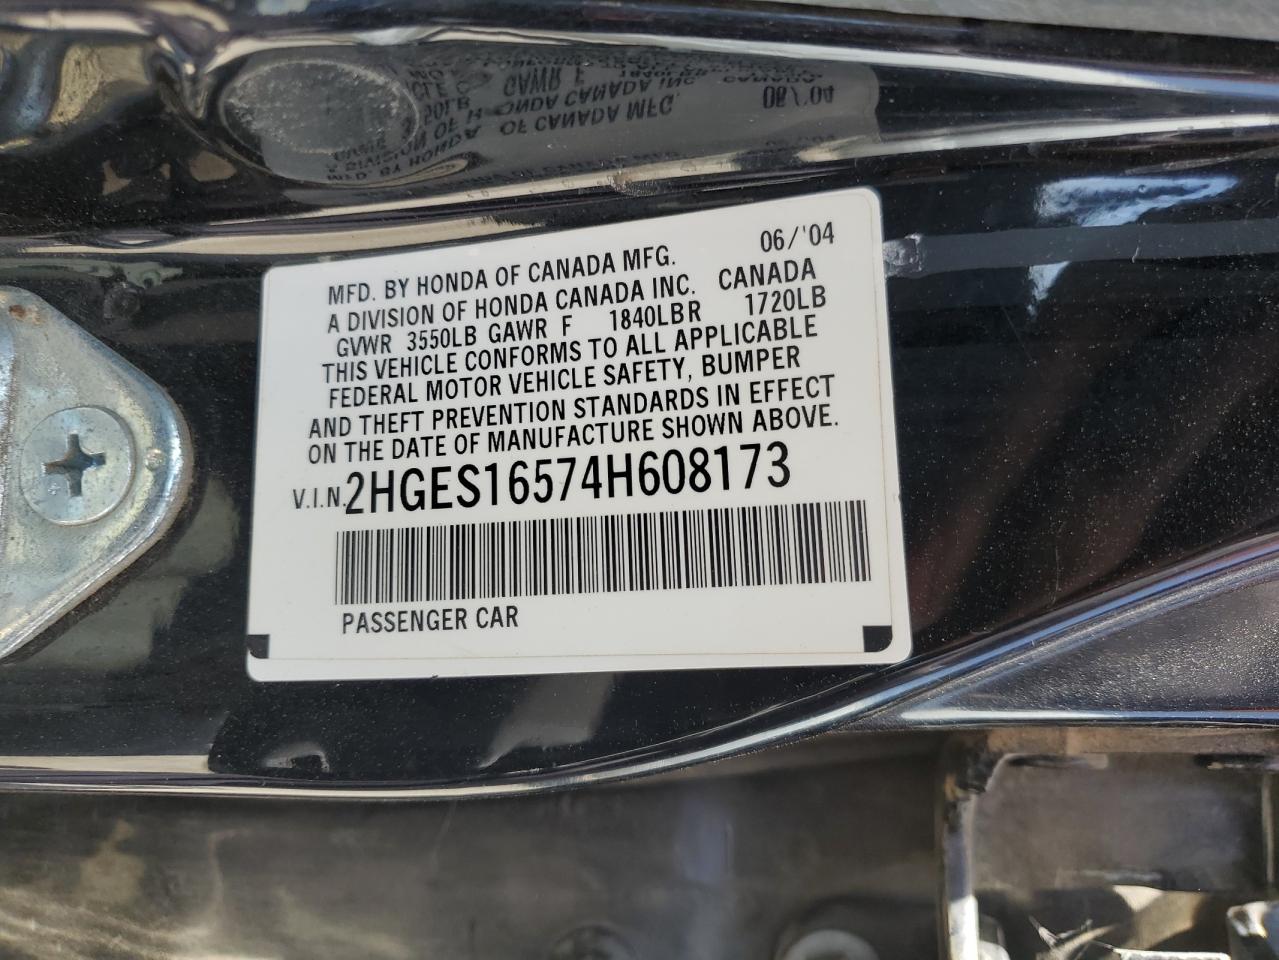 06/'04
MFD. BY HONDA OF CANADA MFG.
A DIVISION OF HONDA CANADA INC. CANADA
GVWR 3550LB GAWR F 1840LBR 1720LB
THIS VEHICLE CONFORMS TO ALL APPLICABLE
FEDERAL MOTOR VEHICLE SAFETY, BUMPER
AND THEFT PREVENTION STANDARDS IN EFFECT
ON THE DATE OF MANUFACTURE SHOWN ABOVE.
V.I.N. 2HGES16574H608173
PASSENGER CAR